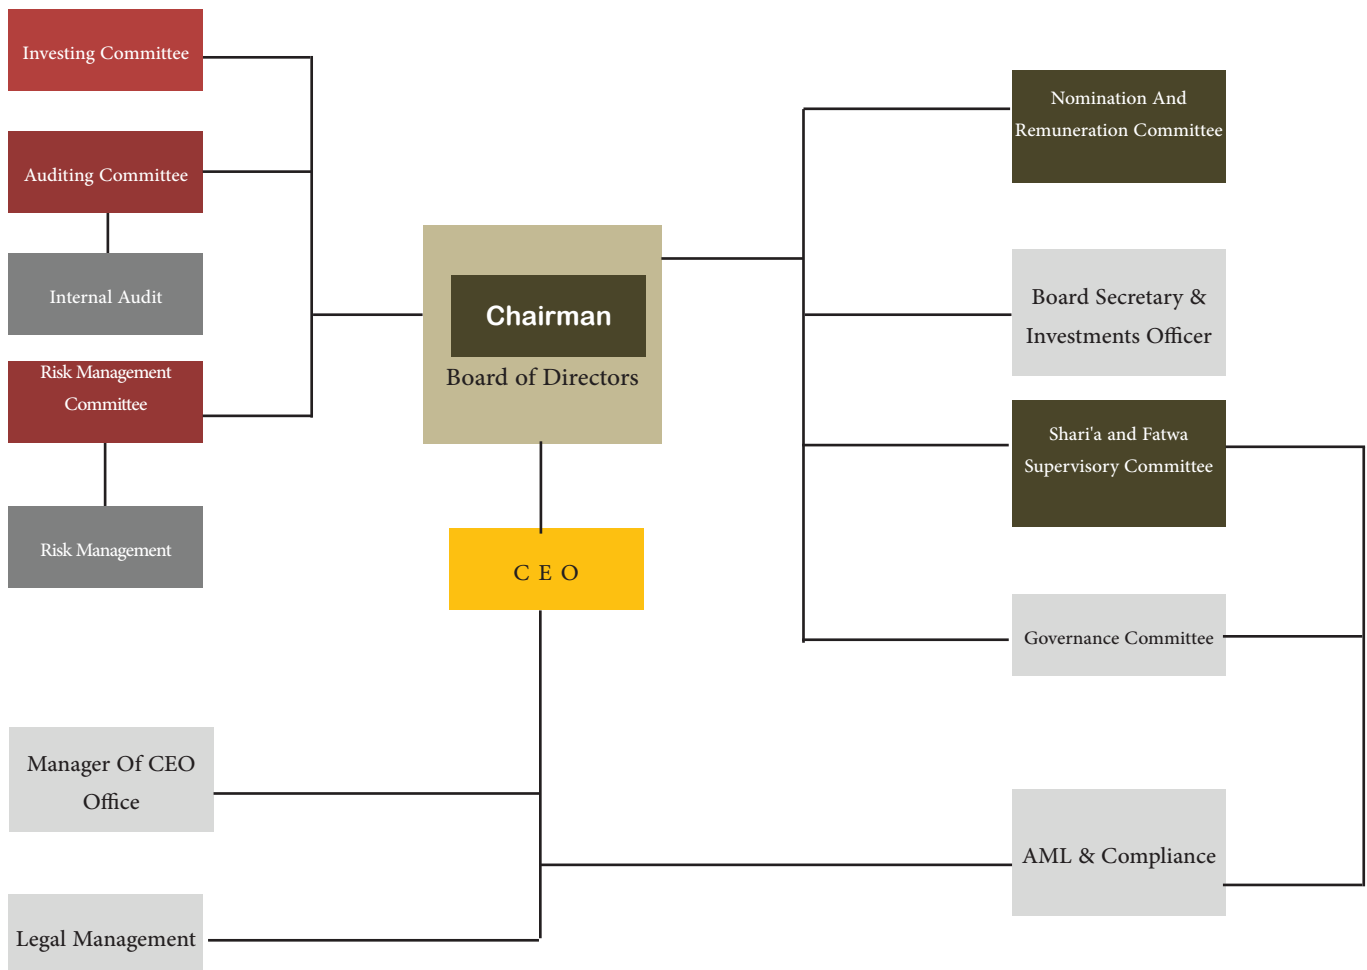 Investing Committee
Auditing Committee
Internal Audit
Risk Management
Committee
Risk Management
Chairman
Board of Directors
C E O
Nomination And
Remuneration Committee
Board Secretary &
Investments Officer
Shari'a and Fatwa
Supervisory Committee
Governance Committee
Manager Of CEO
Office
AML & Compliance
Legal Management